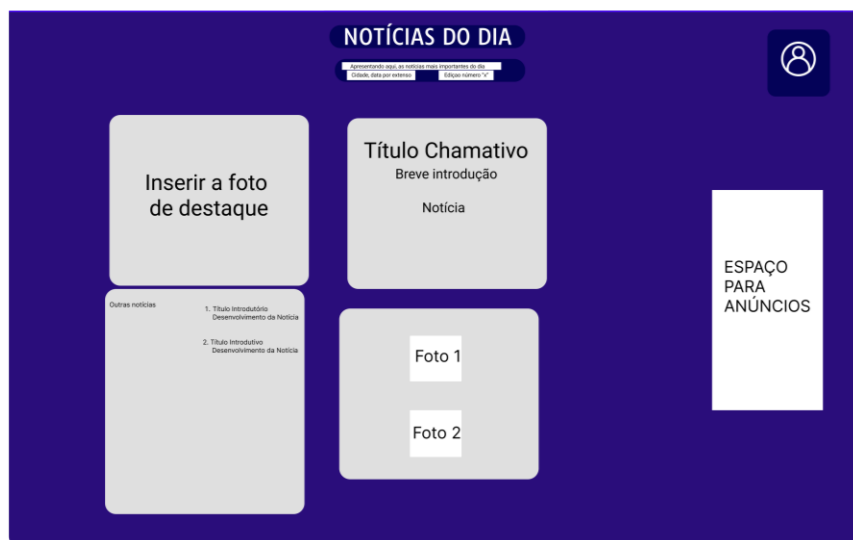 NOTÍCIAS DO DIA
Apresentando aqui, as notícias mais importantes do dia
Cidade, data por extenso
Edição número "x"
Inserir a foto
de destaque
Título Chamativo
Breve introdução
Notícia
Outras notícias
1. Título Introdutório
Desenvolvimento da Notícia
2. Título Introdutivo
Desenvolvimento da Notícia
Foto 1
Foto 2
ESPAÇO
PARA
ANÚNCIOS